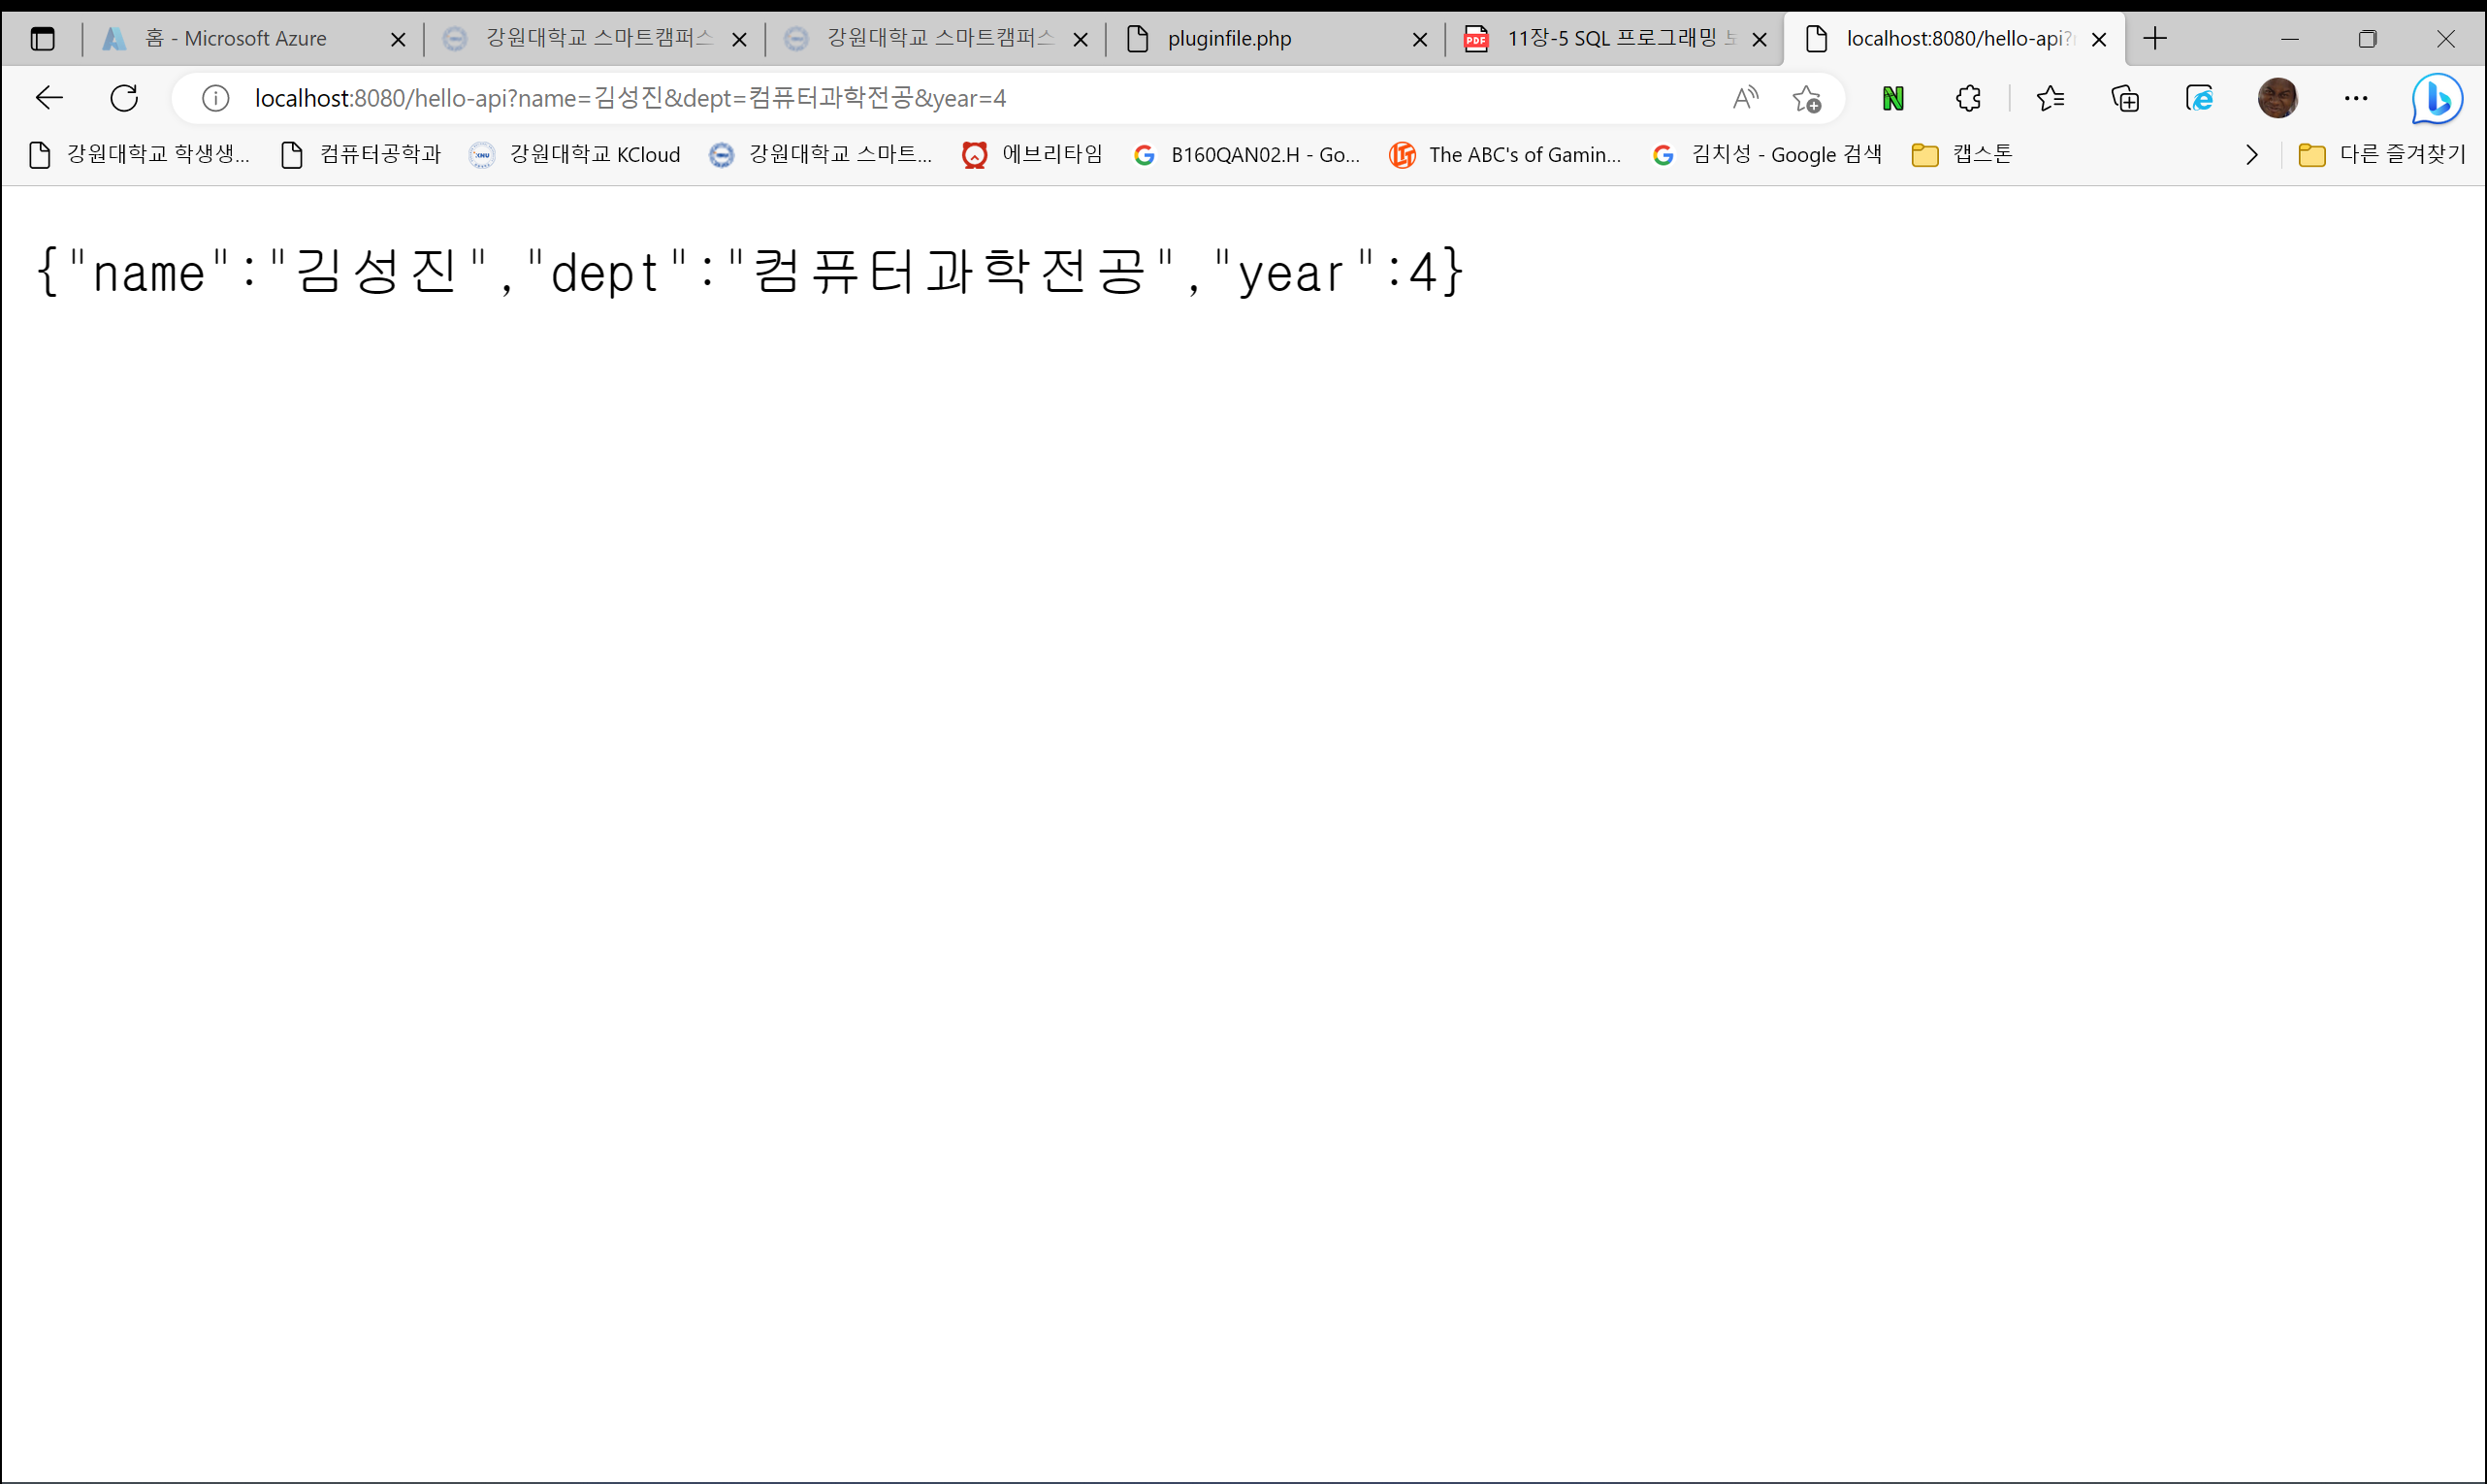 홈 - Microsoft Azure
강원대학교 스마트캠퍼스
강원대학교 스마트캠퍼스
pluginfile.php
PDF 11장-5 SQL 프로그래밍
localhost:8080/hello-api?
localhost:8080/hello-api?name=김성진&dept=컴퓨터과학전공&year=4
강원대학교 학생생... 컴퓨터공학과 KNU 강원대학교 KCloud 강원대학교 스마트... 에브리타임 B160QAN02.H - Go... The ABC's of Gamin... 김치성 - Google 검색 캡스톤 다른 즐겨찾기
{"name":"김성진","dept":"컴퓨터과학전공","year":4}